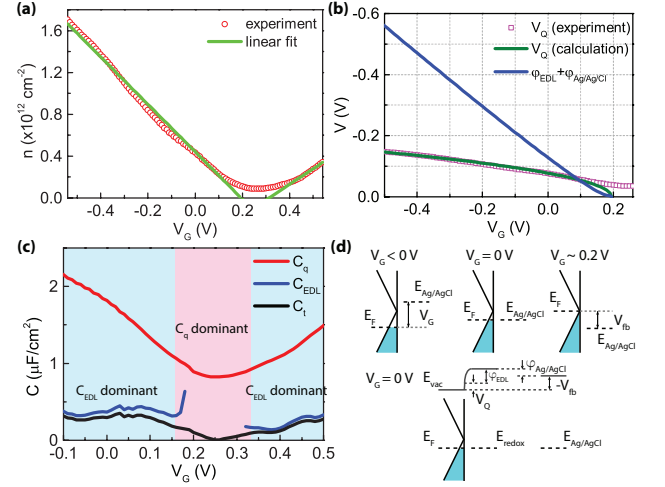 (a)
experiment
linear fit
1.6
1.2
0.8
0.4
0.0
n (x10¹² cm⁻²)
-0.4
-0.2
0.0
0.2
0.4
V_G (V)
(b)
V_Q (experiment)
V_Q (calculation)
φ_EDL+φ_Ag/Ag/Cl
-0.6
-0.4
-0.2
0.0
V (V)
-0.4
-0.2
0.0
0.2
V_G (V)
(c)
C_q
C_EDL
C_t
C_q dominant
C_EDL dominant
C_EDL dominant
2
1
0
C (μF/cm²)
-0.1
0.0
0.1
0.2
0.3
0.4
0.5
V_G (V)
(d)
V_G<0 V
V_G=0 V
V_G~0.2 V
E_F
E_Ag/AgCl
V_G
E_F
E_Ag/AgCl
E_F
V_fb
E_Ag/AgCl
V_G=0 V
E_vac
φ_EDL
φ_Ag/AgCl
V_Q
-V_fb
E_F
E_redox
E_Ag/AgCl